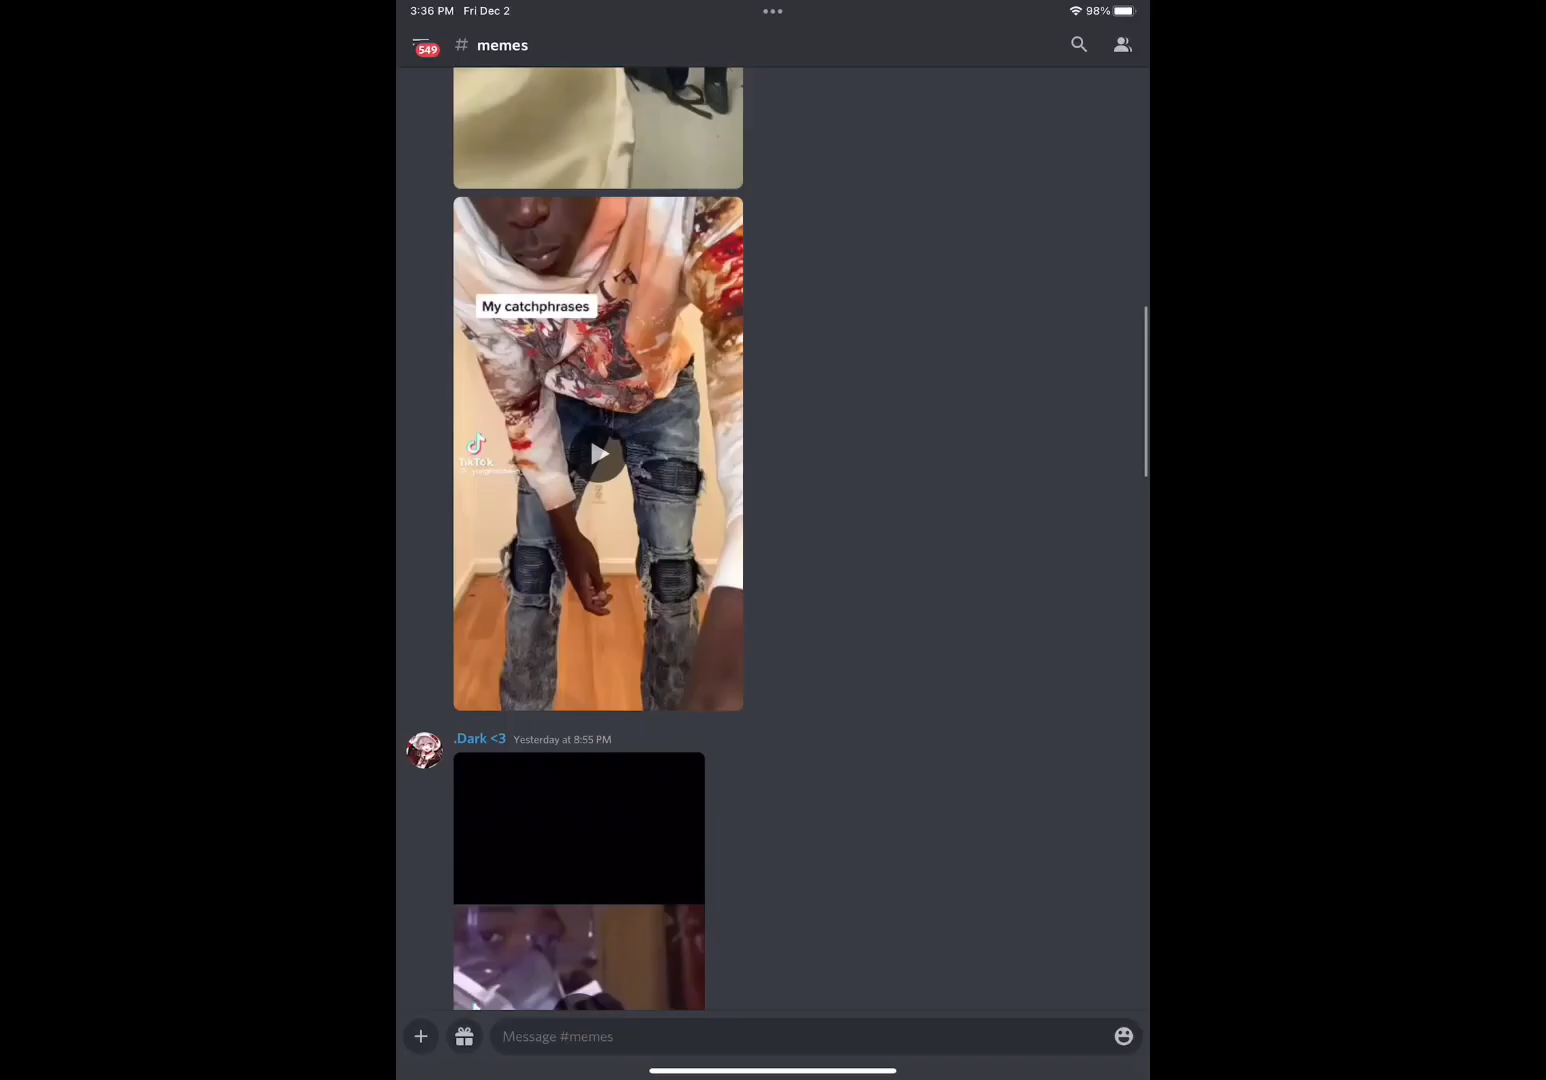 3:36 PM Fri Dec 2
98%
549
# memes
My catchphrases
TikTok
.Dark <3 Yesterday at 8:55 PM
Message #memes